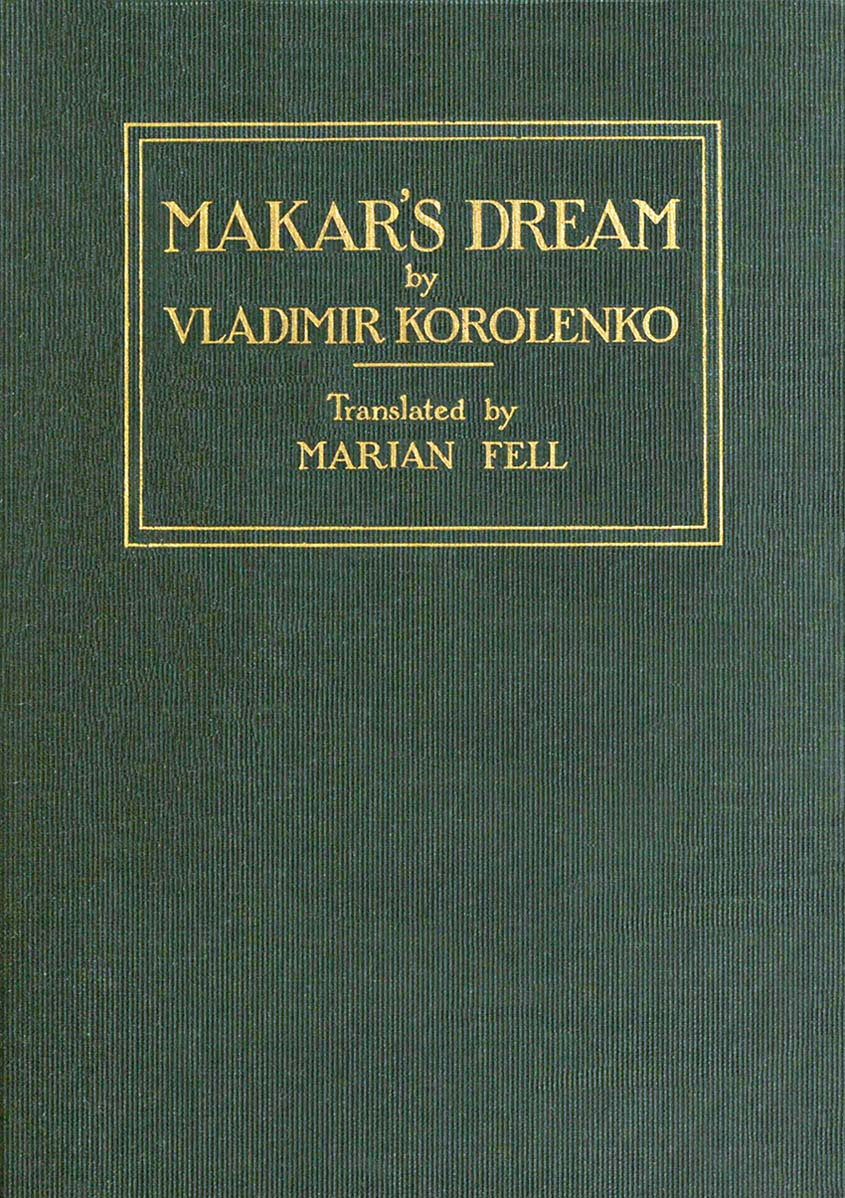 MAKAR'S DREAM
by
VLADIMIR KOROLENKO
Translated by
MARIAN FELL